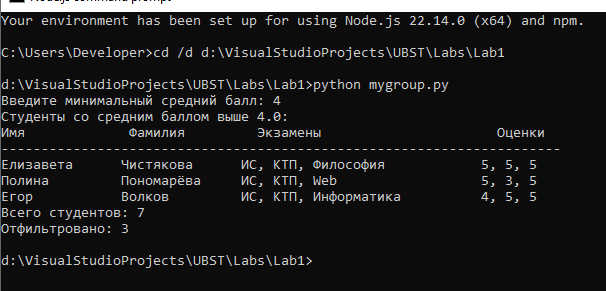 Your environment has been set up for using Node.js 22.14.0 (x64) and npm.
C:\Users\Developer>cd /d d:\VisualStudioProjects\UBST\Labs\Lab1
d:\VisualStudioProjects\UBST\Labs\Lab1>python mygroup.py
Введите минимальный средний балл: 4
Студенты со средним баллом выше 4.0:
Имя Фамилия Экзамены Оценки
----------------------------------------------------------------------
Елизавета Чистякова ИС, КТП, Философия 5, 5, 5
Полина Пономарёва ИС, КТП, Web 5, 3, 5
Егор Волков ИС, КТП, Информатика 4, 5, 5
Всего студентов: 7
Отфильтровано: 3
d:\VisualStudioProjects\UBST\Labs\Lab1>